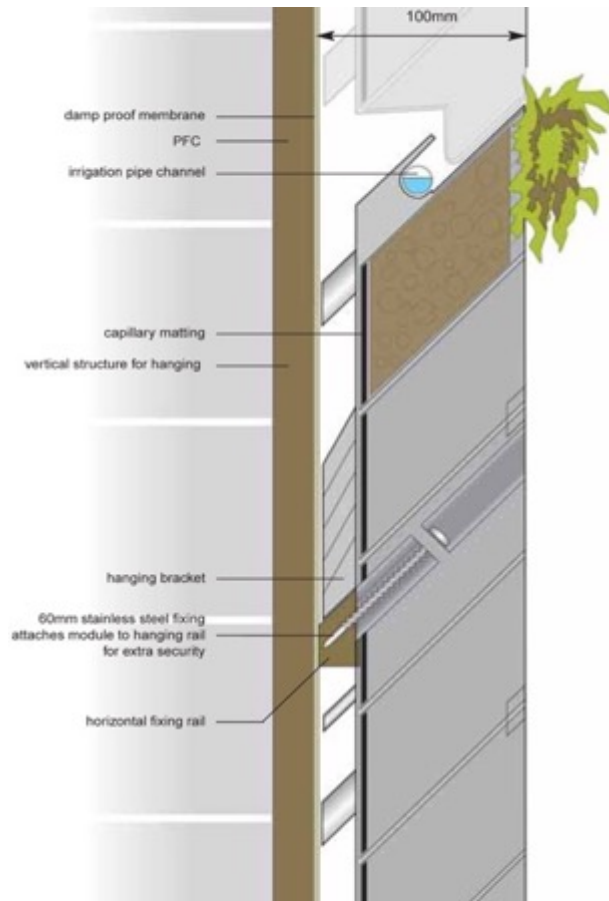 100mm
damp proof membrane
PFC
irrigation pipe channel
capillary matting
vertical structure for hanging
hanging bracket
60mm stainless steel fixing
attaches module to hanging rail
for extra security
horizontal fixing rail